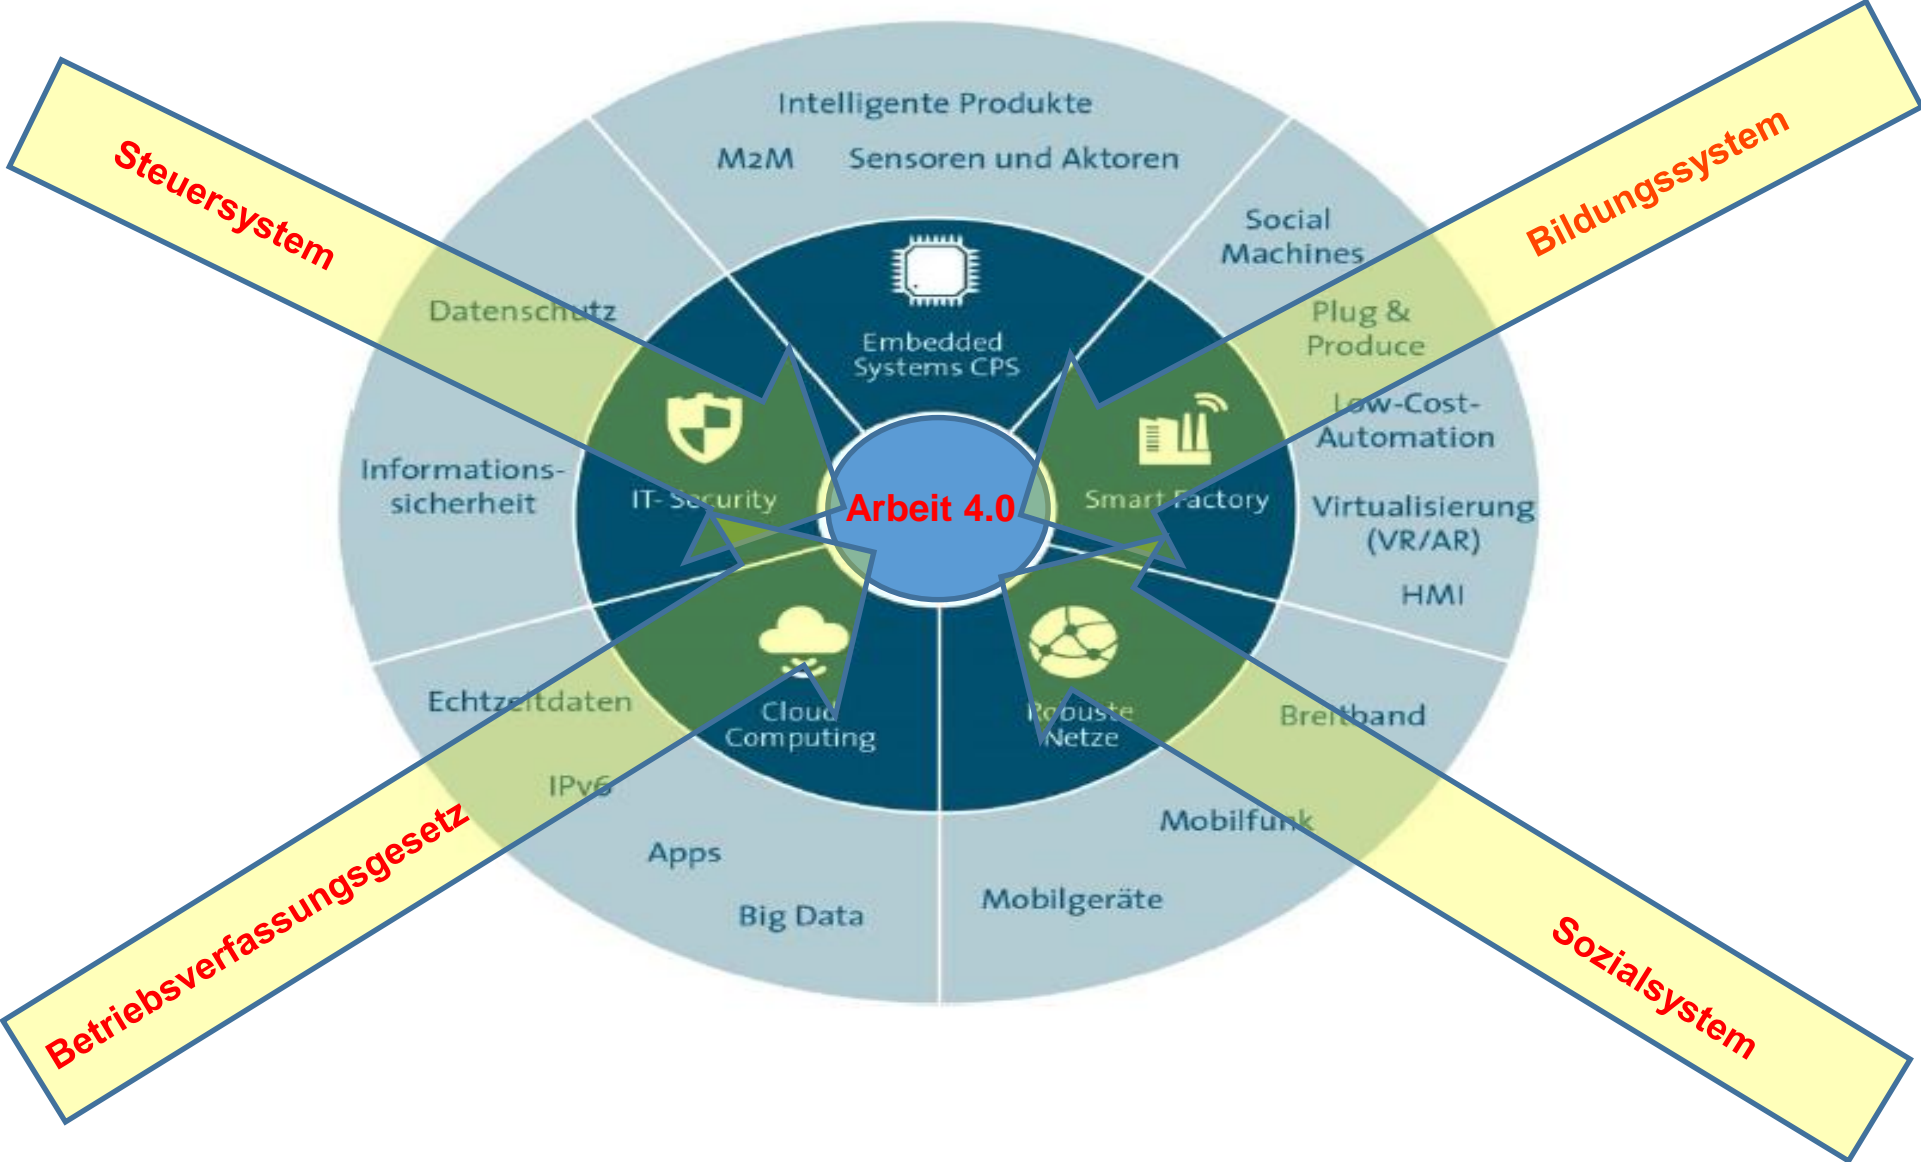 Intelligente Produkte
M2M Sensoren und Aktoren
Steuersystem
Bildungssystem
Social
Machines
Datenschutz
Plug &
Produce
Embedded
Systems CPS
Low-Cost-
Automation
Informations-
sicherheit
IT- Security
Arbeit 4.0
Smart Factory
Virtualisierung
(VR/AR)
HMI
Echtzeitdaten
Cloud
Computing
Robuste
Netze
Breitband
IPv6
Mobilfunk
Apps
Big Data
Mobilgeräte
Betriebsverfassungsgesetz
Sozialsystem